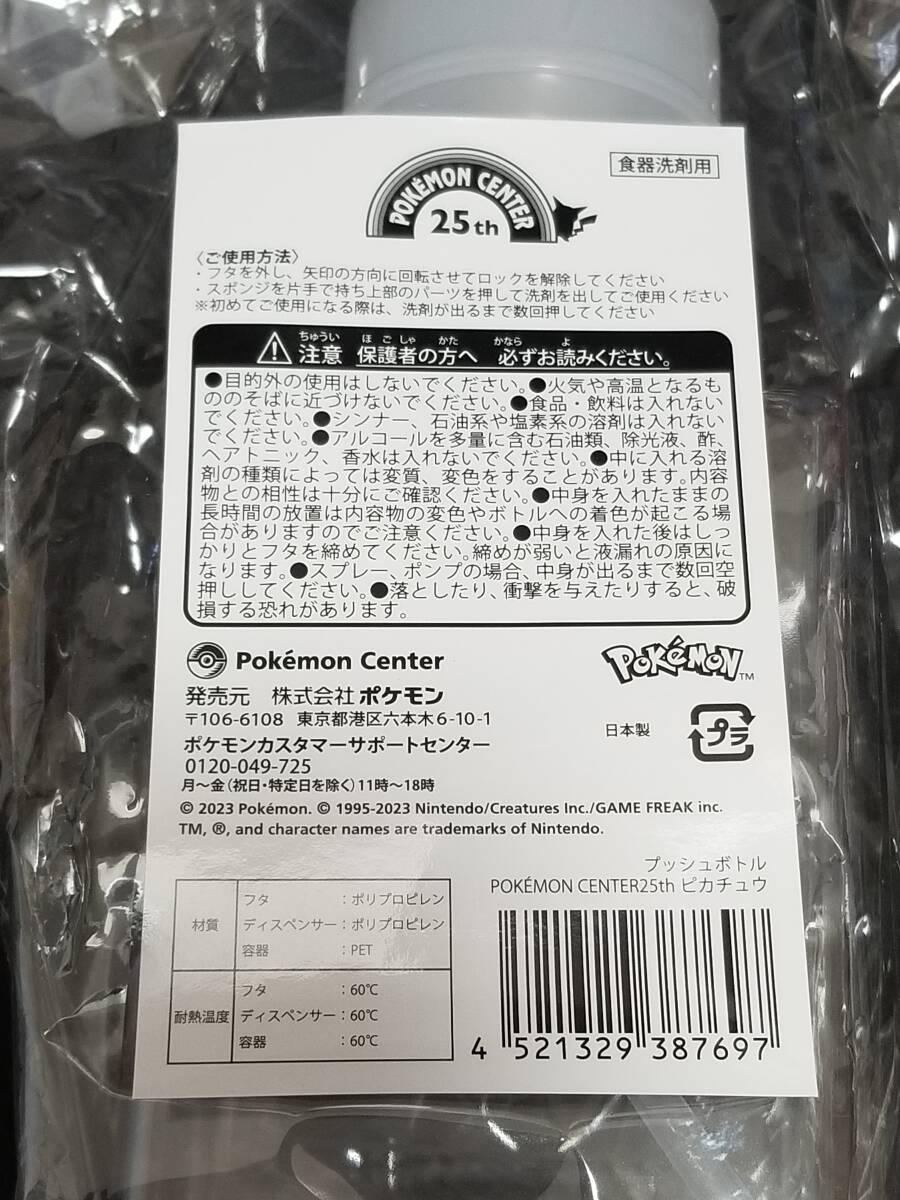 POKÉMON CENTER
25th
食器洗剤用
〈ご使用方法〉
・フタを外し、矢印の方向に回転させてロックを解除してください
・スポンジを片手で持ち上部のパーツを押して洗剤を出してご使用ください
※初めてご使用になる際は、洗剤が出るまで数回押してください
ちゅうい ほごしゃ かた かなら よ
注意 保護者の方へ 必ずお読みください。
●目的外の使用はしないでください。●火気や高温となるも
ののそばに近づけないでください。●食品・飲料は入れない
でください。●シンナー、石油系や塩素系の溶剤は入れない
でください。●アルコールを多量に含む石油類、除光液、酢、
ヘアトニック、香水は入れないでください。●中に入れる溶
剤の種類によっては変質、変色をすることがあります。内容
物との相性は十分にご確認ください。●中身を入れたままの
長時間の放置は内容物の変色やボトルへの着色が起こる場
合がありますのでご注意ください。●中身を入れた後はしっ
かりとフタを締めてください。締めが弱いと液漏れの原因に
なります。●スプレー、ポンプの場合、中身が出るまで数回空
押ししてください。●落としたり、衝撃を与えたりすると、破
損する恐れがあります。
Pokémon Center
POKéMON TM
発売元 株式会社ポケモン
〒106-6108 東京都港区六本木6-10-1
日本製
プラ
ポケモンカスタマーサポートセンター
0120-049-725
月〜金(祝日・特定日を除く)11時〜18時
© 2023 Pokémon. © 1995-2023 Nintendo/Creatures Inc./GAME FREAK inc.
TM, ®, and character names are trademarks of Nintendo.
プッシュボトル
POKÉMON CENTER25th ピカチュウ
材質
フタ :ポリプロピレン
ディスペンサー:ポリプロピレン
容器 :PET
耐熱温度
フタ :60℃
ディスペンサー:60℃
容器 :60℃
4 521329 387697